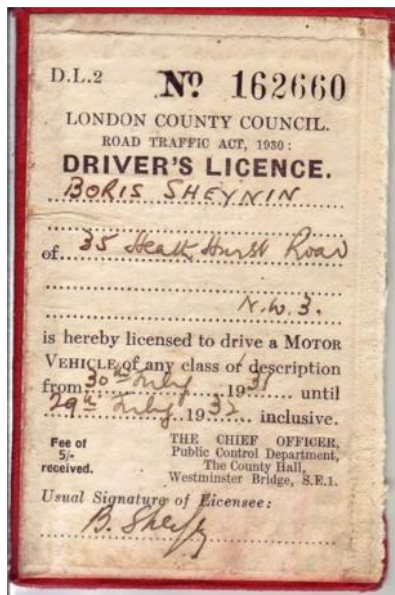 D.L.2 No 162660
LONDON COUNTY COUNCIL.
ROAD TRAFFIC ACT, 1930:
DRIVER'S LICENCE.
BORIS SHEYNIN
of 35 Heath Hurst Road
N.W.3.
is hereby licensed to drive a MOTOR
VEHICLE of any class or description
from 30th July 1931 until
29th July 1932 inclusive.
Fee of
5/-
received.
THE CHIEF OFFICER,
Public Control Department,
The County Hall,
Westminster Bridge, S.E.1.
Usual Signature of Licensee:
B. Sheynin